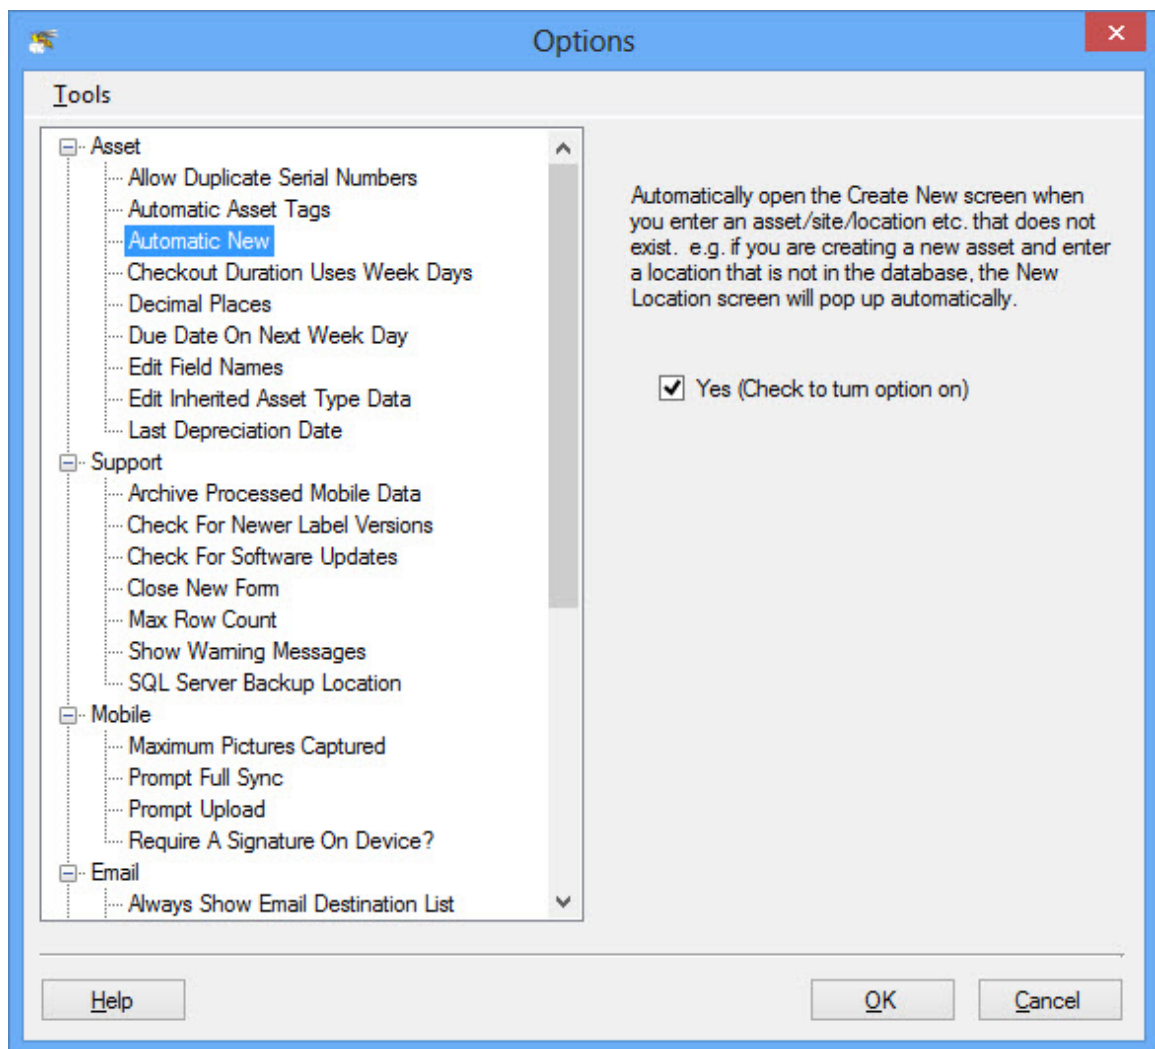 Options
Tools
Asset
Allow Duplicate Serial Numbers
Automatic Asset Tags
Automatic New
Checkout Duration Uses Week Days
Decimal Places
Due Date On Next Week Day
Edit Field Names
Edit Inherited Asset Type Data
Last Depreciation Date
Support
Archive Processed Mobile Data
Check For Newer Label Versions
Check For Software Updates
Close New Form
Max Row Count
Show Warning Messages
SQL Server Backup Location
Mobile
Maximum Pictures Captured
Prompt Full Sync
Prompt Upload
Require A Signature On Device?
Email
Always Show Email Destination List
Automatically open the Create New screen when
you enter an asset/site/location etc. that does not
exist. e.g. if you are creating a new asset and enter
a location that is not in the database, the New
Location screen will pop up automatically.
Yes (Check to turn option on)
Help
OK
Cancel